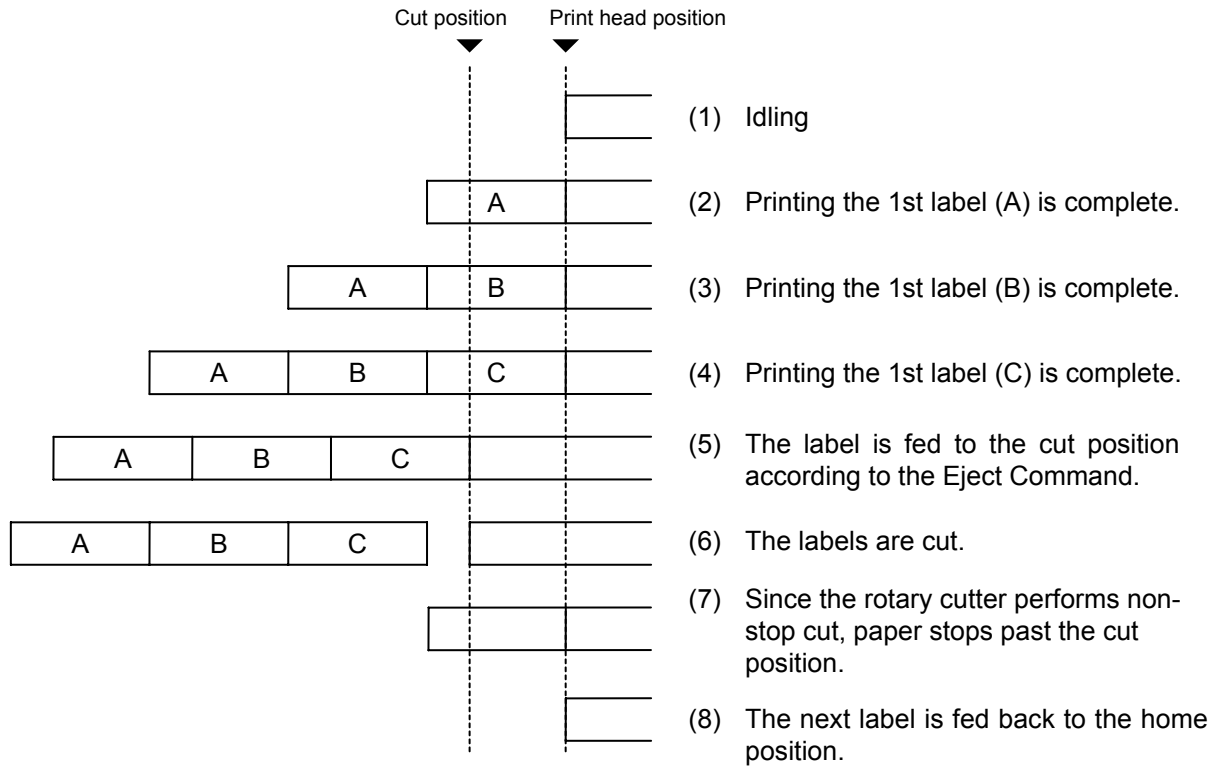 Cut position Print head position
(1) Idling
A (2) Printing the 1st label (A) is complete.
A B (3) Printing the 1st label (B) is complete.
A B C (4) Printing the 1st label (C) is complete.
A B C (5) The label is fed to the cut position
according to the Eject Command.
A B C (6) The labels are cut.
(7) Since the rotary cutter performs non-
stop cut, paper stops past the cut
position.
(8) The next label is fed back to the home
position.